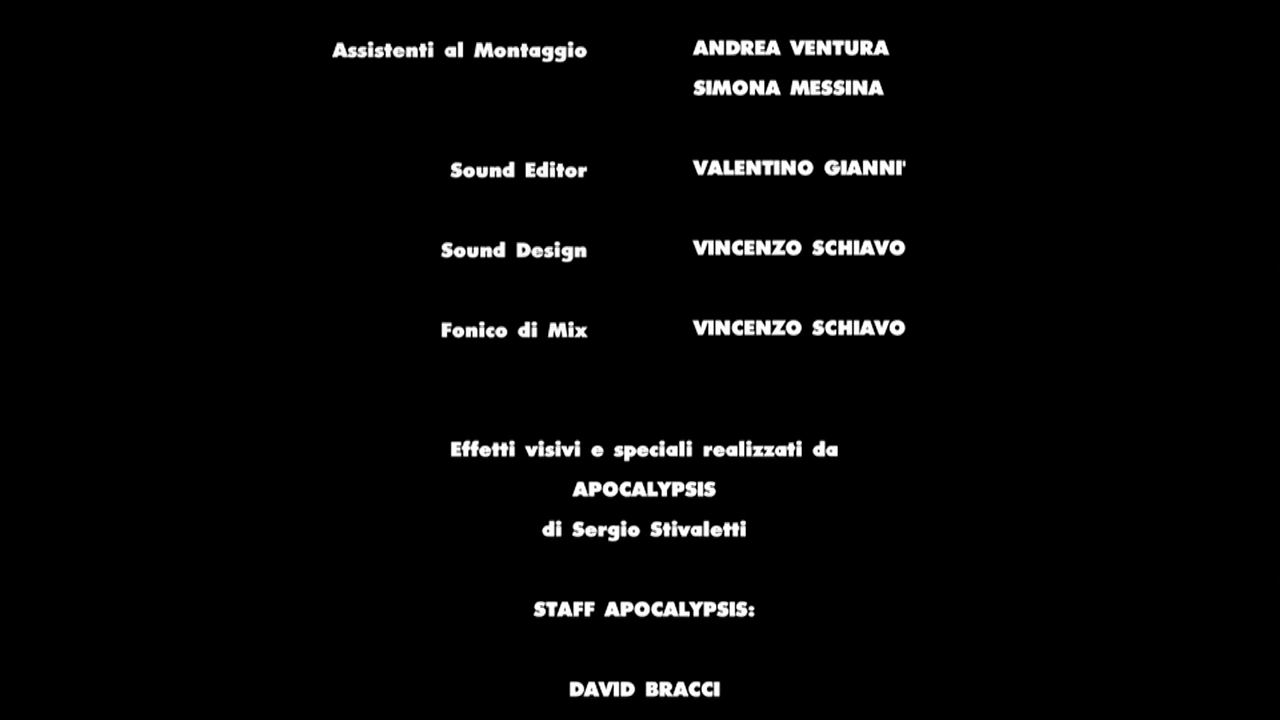 Assistenti al Montaggio ANDREA VENTURA
SIMONA MESSINA
Sound Editor VALENTINO GIANNI'
Sound Design VINCENZO SCHIAVO
Fonico di Mix VINCENZO SCHIAVO
Effetti visivi e speciali realizzati da
APOCALYPSIS
di Sergio Stivaletti
STAFF APOCALYPSIS:
DAVID BRACCI